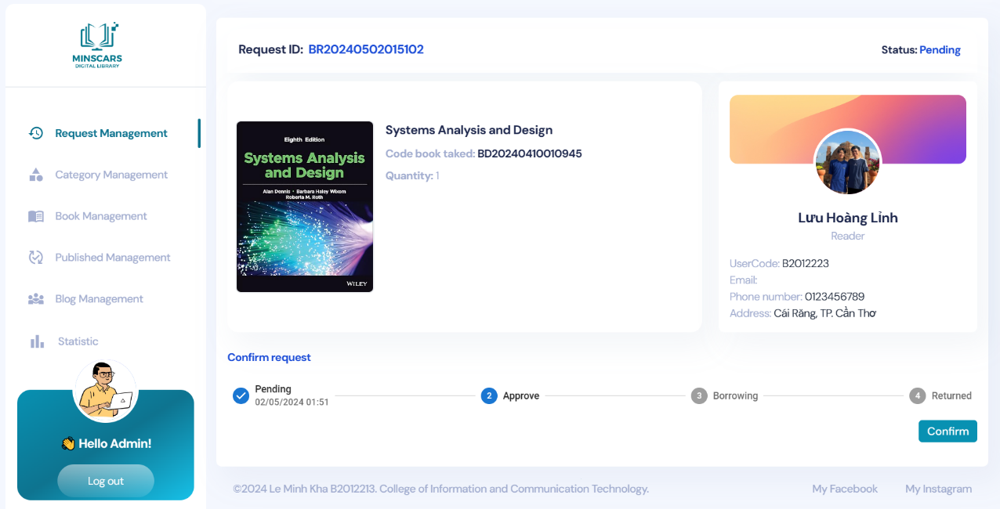 MINSCARS
DIGITAL LIBRARY
Request Management
Category Management
Book Management
Published Management
Blog Management
Statistic
👋 Hello Admin!
Log out
Request ID: BR20240502015102
Status: Pending
Eighth Edition
Systems Analysis
and Design
Alan Dennis • Barbara Haley Wixom
Roberta M. Roth
WILEY
Systems Analysis and Design
Code book taked: BD20240410010945
Quantity: 1
Lưu Hoàng Lỉnh
Reader
UserCode: B2012223
Email:
Phone number: 0123456789
Address: Cái Răng, TP. Cần Thơ
Confirm request
Pending
02/05/2024 01:51
2 Approve
3 Borrowing
4 Returned
Confirm
©2024 Le Minh Kha B2012213. College of Information and Communication Technology.
My Facebook My Instagram